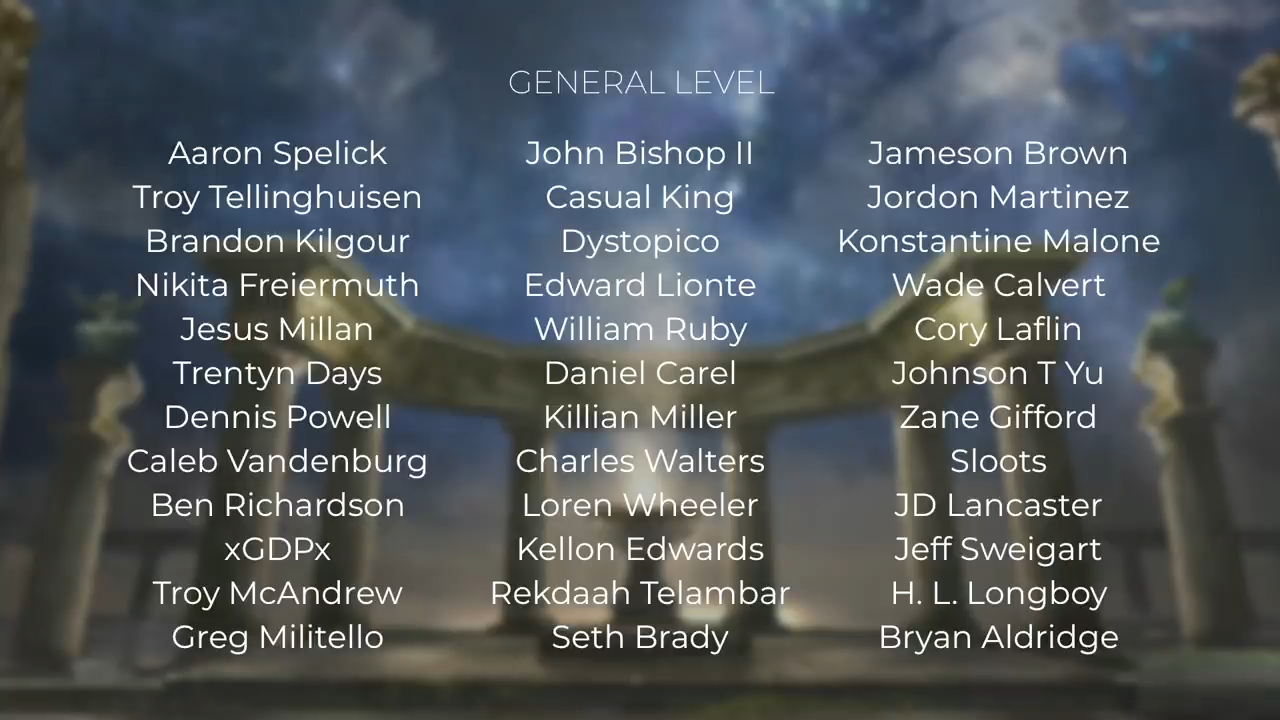 GENERAL LEVEL
Aaron Spelick
Troy Tellinghuisen
Brandon Kilgour
Nikita Freiermuth
Jesus Millan
Trentyn Days
Dennis Powell
Caleb Vandenburg
Ben Richardson
xGDPx
Troy McAndrew
Greg Militello
John Bishop II
Casual King
Dystopico
Edward Lionte
William Ruby
Daniel Carel
Killian Miller
Charles Walters
Loren Wheeler
Kellon Edwards
Rekdaah Telambar
Seth Brady
Jameson Brown
Jordon Martinez
Konstantine Malone
Wade Calvert
Cory Laflin
Johnson T Yu
Zane Gifford
Sloots
JD Lancaster
Jeff Sweigart
H. L. Longboy
Bryan Aldridge